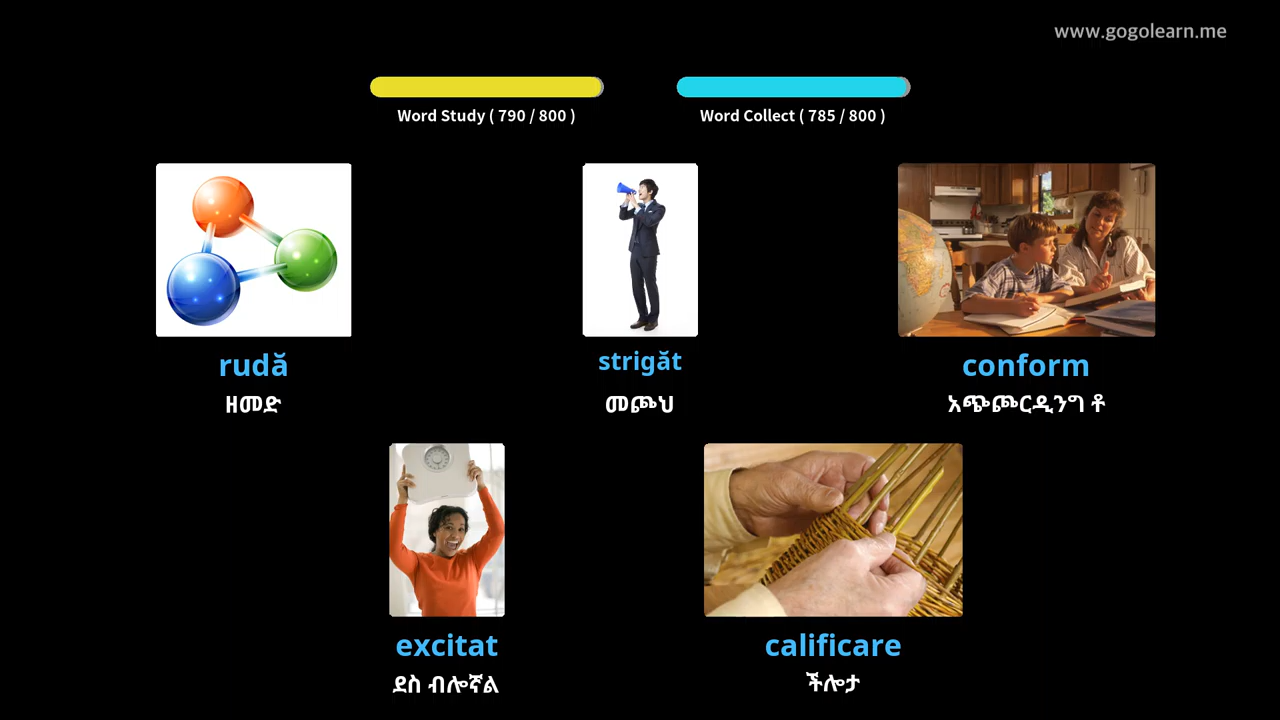 www.gogolearn.me
Word Study ( 790 / 800 )
Word Collect ( 785 / 800 )
rudă
ዘመድ
strigăt
መጮህ
conform
አጭጮርዲንግ ቶ
excitat
ደስ ብሎኛል
calificare
ችሎታ